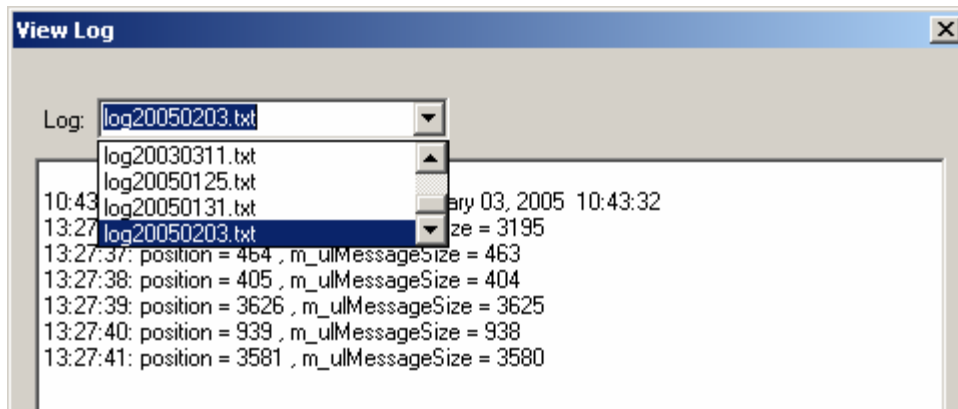 View Log
Log: log20050203.txt
log20030311.txt
log20050125.txt
log20050131.txt
log20050203.txt
10:43 ary 03, 2005 10:43:32
13:27 ze = 3195
13:27:37: position = 464 , m_ulMessageSize = 463
13:27:38: position = 405 , m_ulMessageSize = 404
13:27:39: position = 3626 , m_ulMessageSize = 3625
13:27:40: position = 939 , m_ulMessageSize = 938
13:27:41: position = 3581 , m_ulMessageSize = 3580